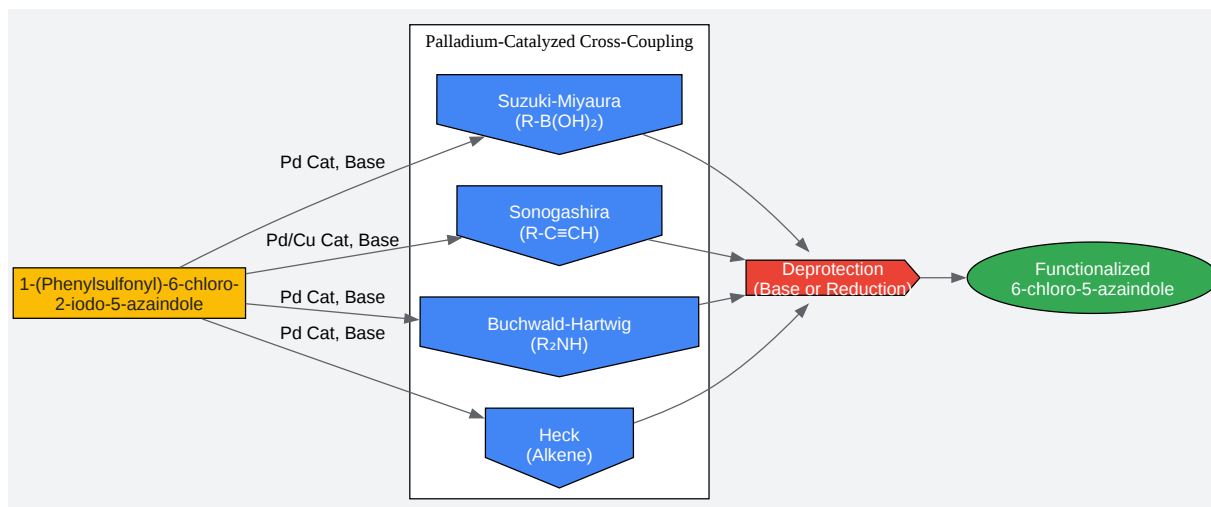 Palladium-Catalyzed Cross-Coupling
Suzuki-Miyaura
(R-B(OH)₂)
Pd Cat, Base
Sonogashira
(R-C≡CH)
Pd/Cu Cat, Base
1-(Phenylsulfonyl)-6-chloro-
2-iodo-5-azaindole
Deprotection
(Base or Reduction)
Functionalized
6-chloro-5-azaindole
Pd Cat, Base
Buchwald-Hartwig
(R₂NH)
Pd Cat, Base
Heck
(Alkene)